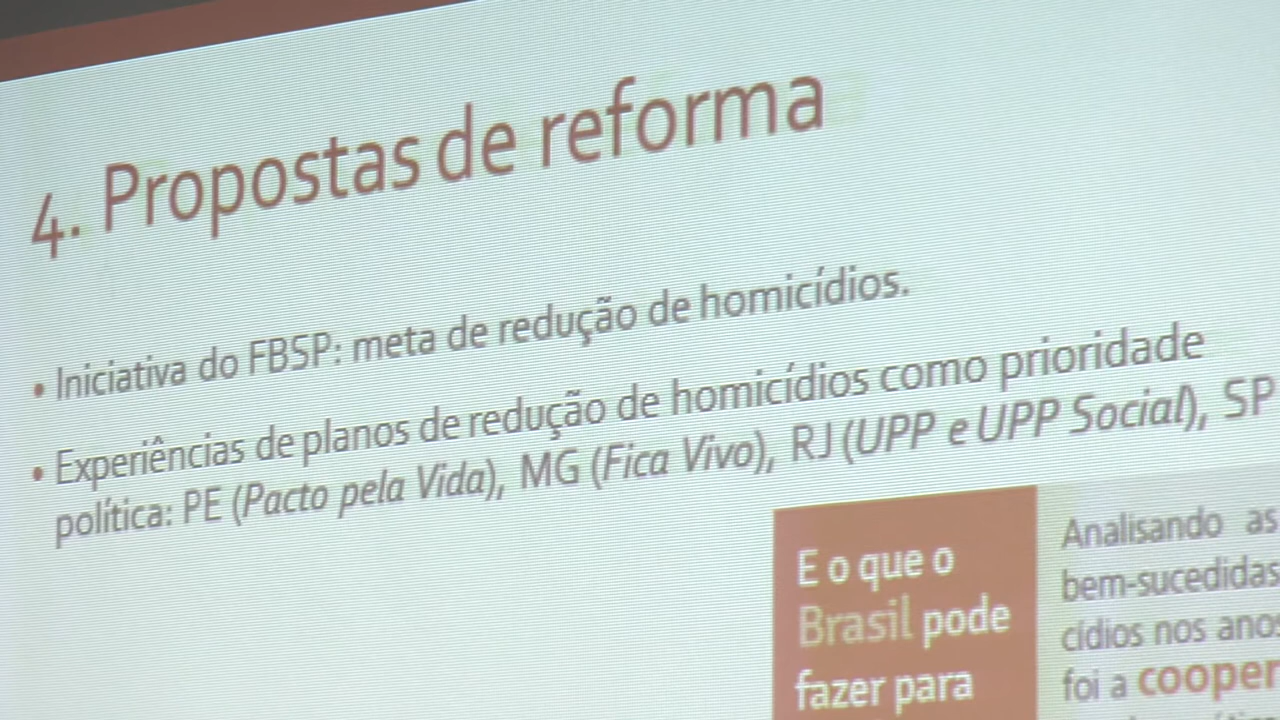 4. Propostas de reforma
• Iniciativa do FBSP: meta de redução de homicídios.
• Experiências de planos de redução de homicídios como prioridade
política: PE (Pacto pela Vida), MG (Fica Vivo), RJ (UPP e UPP Social), SP
E o que o
Brasil pode
fazer para
Analisando as
bem-sucedidas
cídios nos anos
foi a cooper